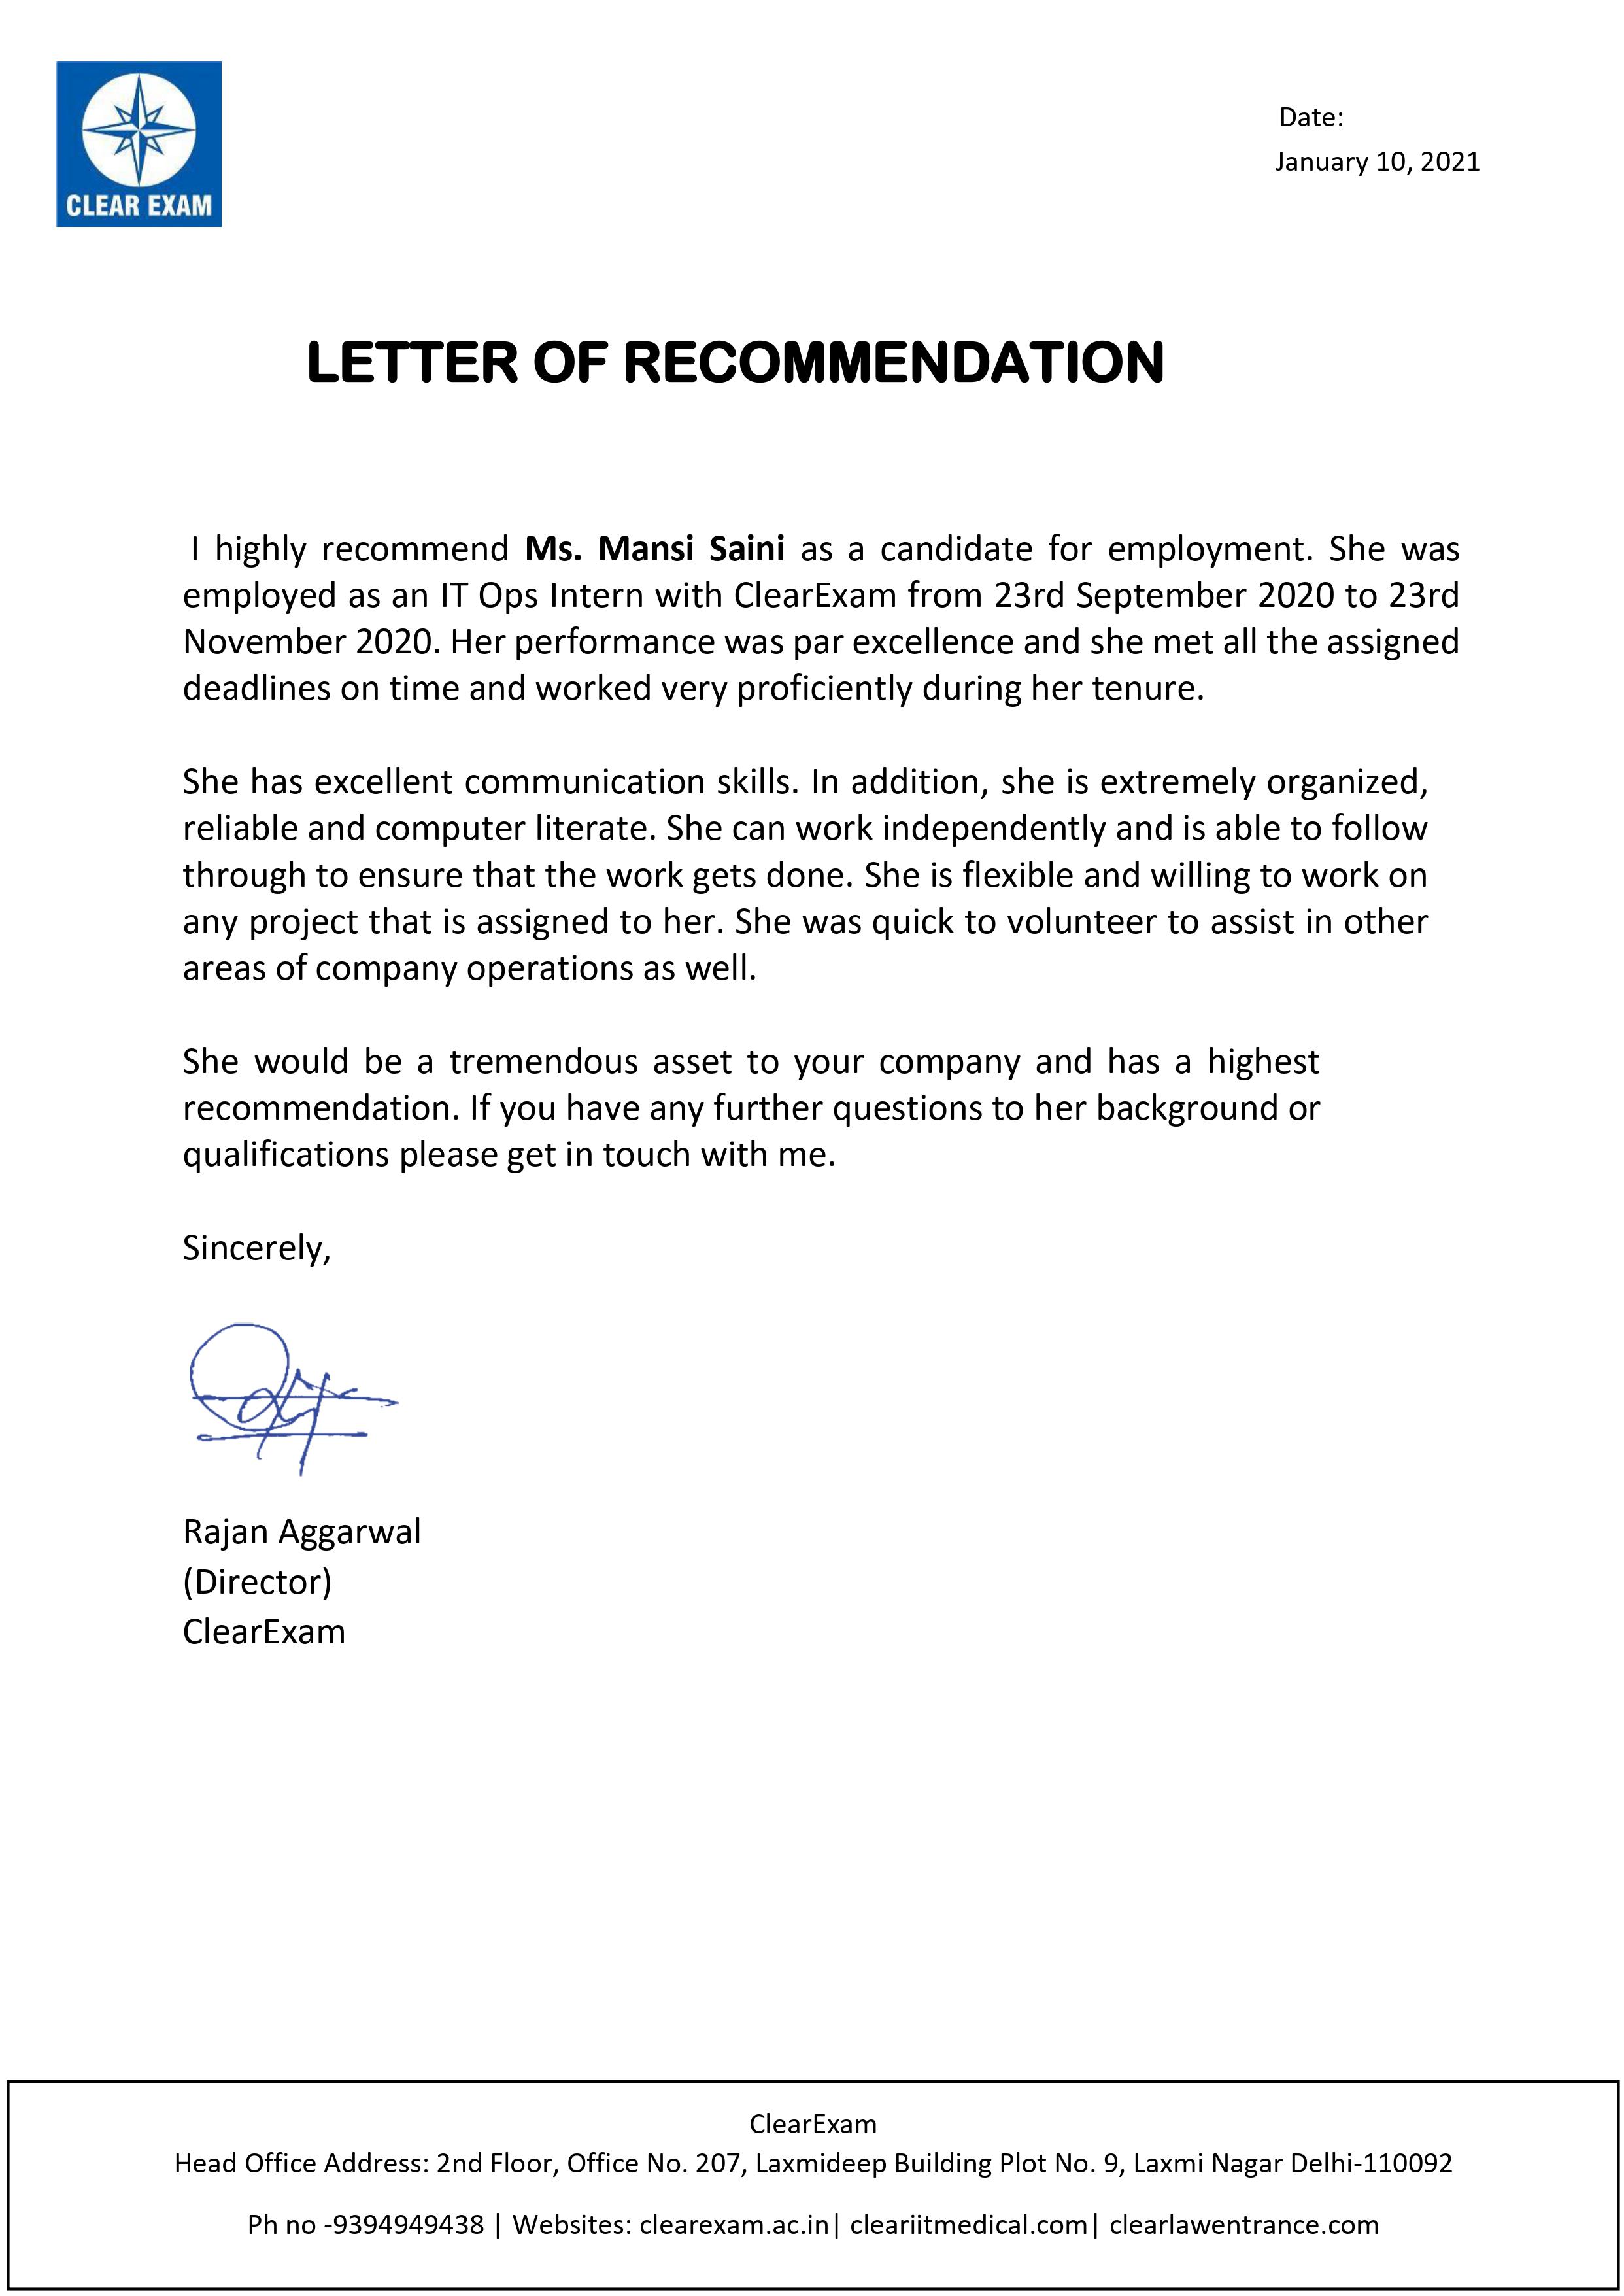 CLEAR EXAM
Date:
January 10, 2021
LETTER OF RECOMMENDATION
I highly recommend Ms. Mansi Saini as a candidate for employment. She was
employed as an IT Ops Intern with ClearExam from 23rd September 2020 to 23rd
November 2020. Her performance was par excellence and she met all the assigned
deadlines on time and worked very proficiently during her tenure.
She has excellent communication skills. In addition, she is extremely organized,
reliable and computer literate. She can work independently and is able to follow
through to ensure that the work gets done. She is flexible and willing to work on
any project that is assigned to her. She was quick to volunteer to assist in other
areas of company operations as well.
She would be a tremendous asset to your company and has a highest
recommendation. If you have any further questions to her background or
qualifications please get in touch with me.
Sincerely,
Rajan Aggarwal
(Director)
ClearExam
ClearExam
Head Office Address: 2nd Floor, Office No. 207, Laxmideep Building Plot No. 9, Laxmi Nagar Delhi-110092
Ph no -9394949438 | Websites: clearexam.ac.in| cleariitmedical.com| clearlawentrance.com